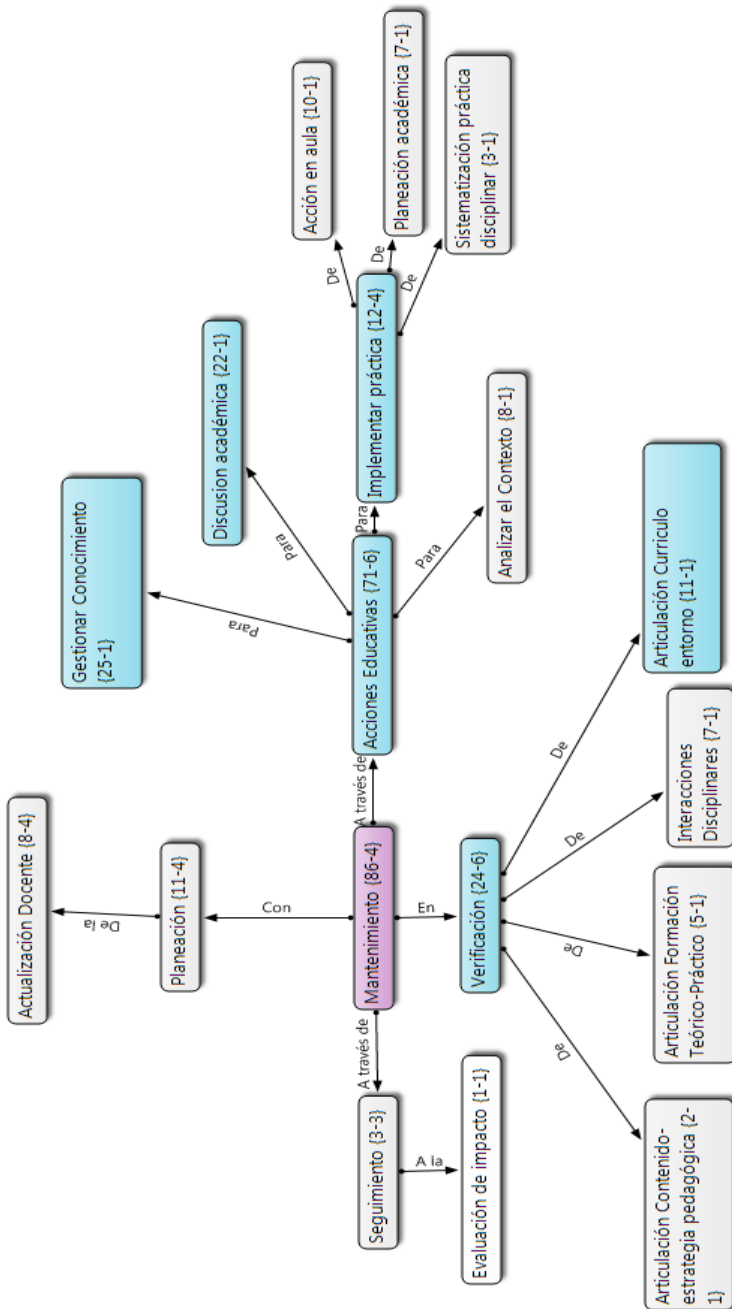 Actualización Docente {8-4}
De la
Gestionar Conocimiento
{25-1}
Planeación {11-4}
Discusion académica {22-1}
Para
Con
Para
Acción en aula {10-1}
De
A través de
A través de
Para
Seguimiento {3-3}
Mantenimiento {86-4}
Acciones Educativas {71-6}
Implementar práctica {12-4}
De
Planeación académica {7-1}
De
A la
En
Para
Evaluación de impacto {1-1}
Verificación {24-6}
Analizar el Contexto {8-1}
Sistematización práctica
disciplinar {3-1}
De
De
De
De
Articulación Contenido-
estrategia pedagógica {2-
1}
Articulación Formación
Teórico-Práctico {5-1}
Interacciones
Disciplinares {7-1}
Articulación Curriculo
entorno {11-1}